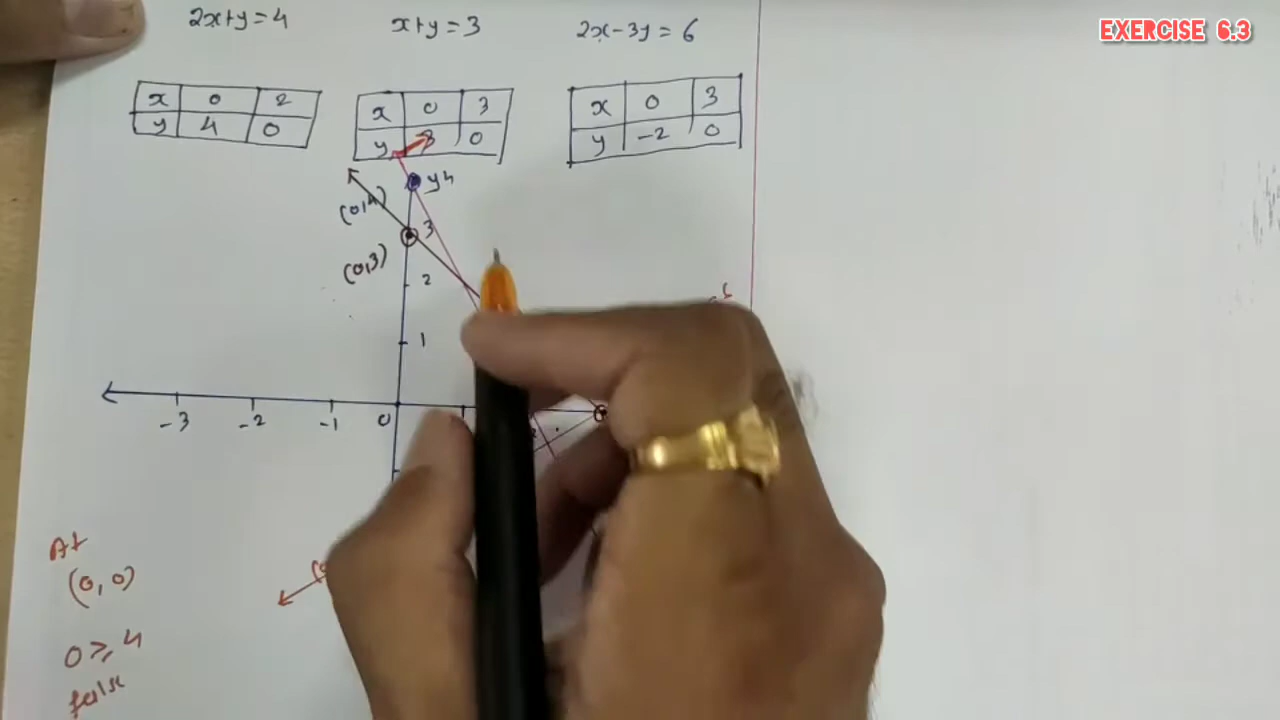 EXERCISE 6.3
2x+y=4
x+y=3
2x-3y=6
x 0 2
y 4 0
x 0 3
y 3 0
x 0 3
y -2 0
y4
(0,4)
3
(0,3)
2
1
-3 -2 -1 0
At
(0,0)
0≥4
false